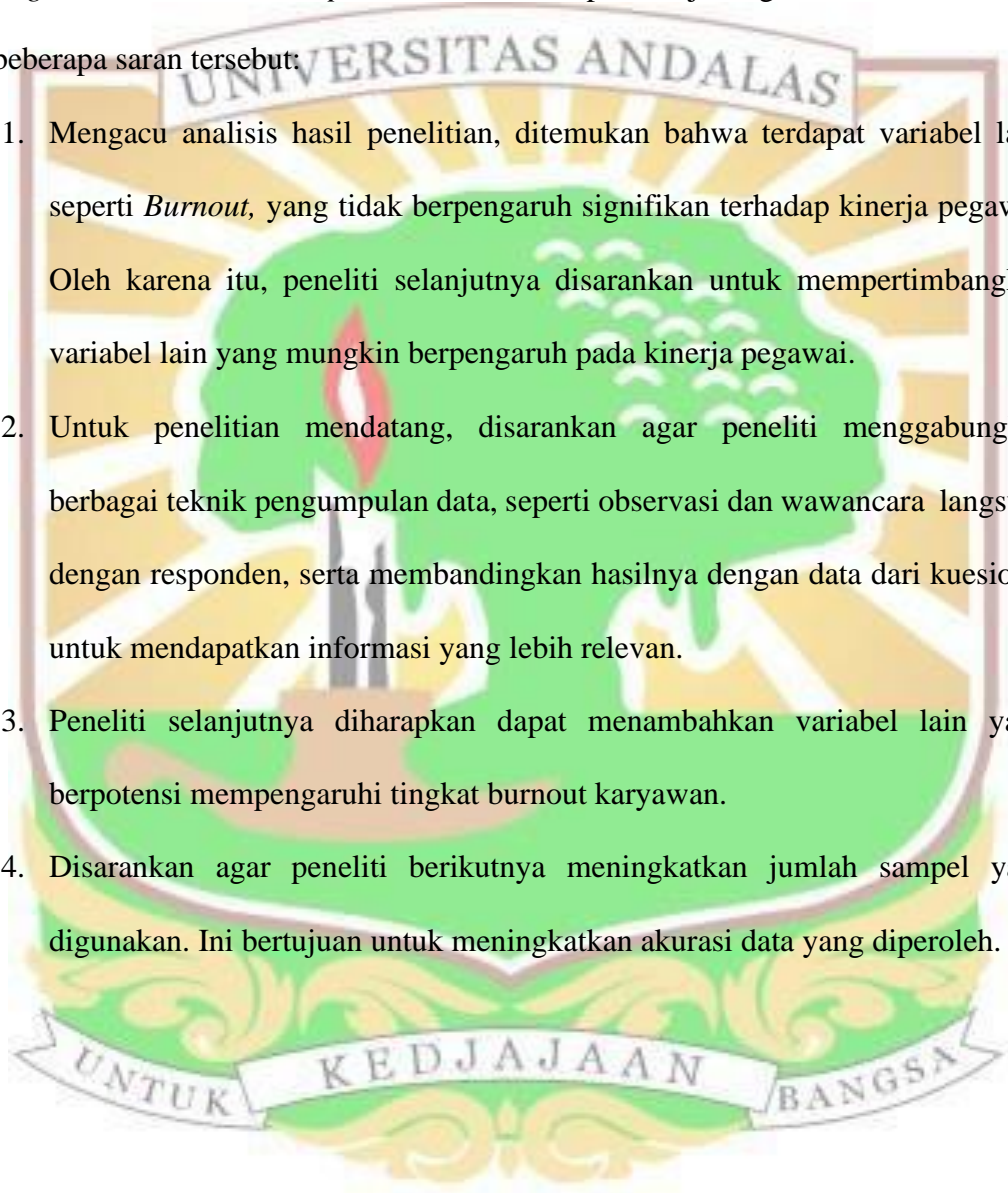 beberapa saran tersebut:
UNIVERSITAS ANDALAS
1. Mengacu analisis hasil penelitian, ditemukan bahwa terdapat variabel
seperti Burnout, yang tidak berpengaruh signifikan terhadap kinerja
Oleh karena itu, peneliti selanjutnya disarankan untuk
variabel lain yang mungkin berpengaruh pada kinerja pegawai.
2. Untuk penelitian mendatang, disarankan agar peneliti
berbagai teknik pengumpulan data, seperti observasi dan wawancara
dengan responden, serta membandingkan hasilnya dengan data dari
untuk mendapatkan informasi yang lebih relevan.
3. Peneliti selanjutnya diharapkan dapat menambahkan variabel lain
berpotensi mempengaruhi tingkat burnout karyawan.
4. Disarankan agar peneliti berikutnya meningkatkan jumlah sampel
digunakan. Ini bertujuan untuk meningkatkan akurasi data yang diperoleh.
UNTUK KEDJAJAAN BANGSA